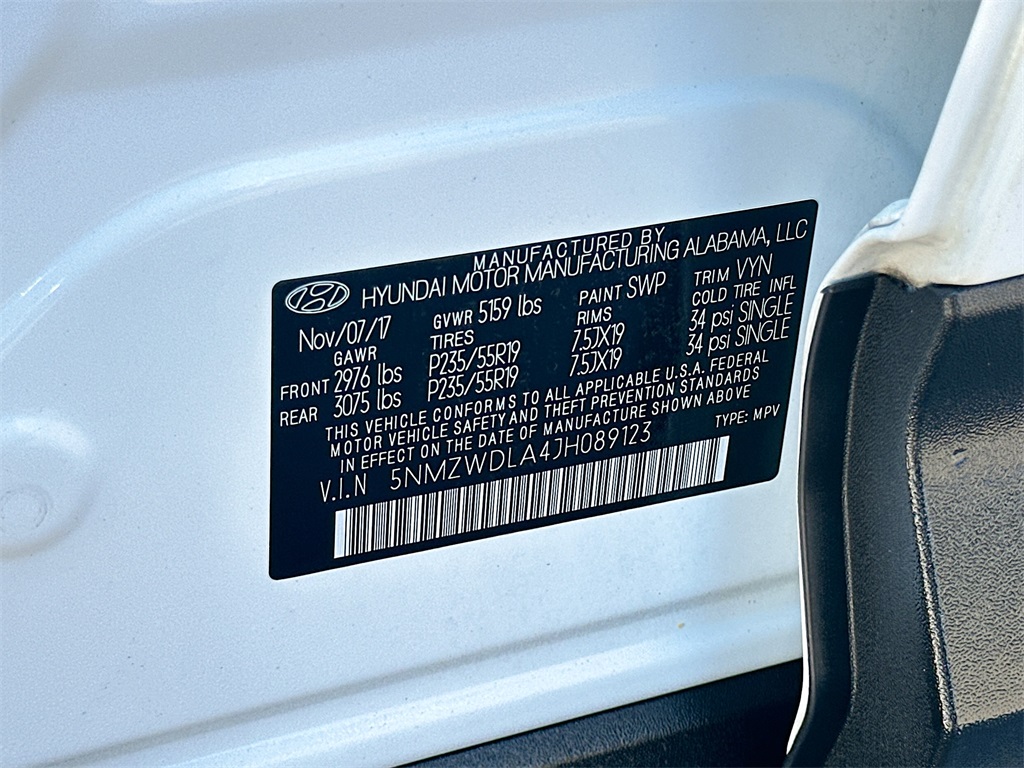 MANUFACTURED BY
HYUNDAI MOTOR MANUFACTURING ALABAMA, LLC
Nov/07/17 GVWR 5159 lbs PAINT SWP TRIM VYN
GAWR TIRES RIMS COLD TIRE INFL
FRONT 2976 lbs P235/55R19 7.5JX19 34 psi SINGLE
REAR 3075 lbs P235/55R19 7.5JX19 34 psi SINGLE
THIS VEHICLE CONFORMS TO ALL APPLICABLE U.S.A. FEDERAL
MOTOR VEHICLE SAFETY AND THEFT PREVENTION STANDARDS
IN EFFECT ON THE DATE OF MANUFACTURE SHOWN ABOVE
V.I.N 5NMZWDLA4JH089123 TYPE: MPV